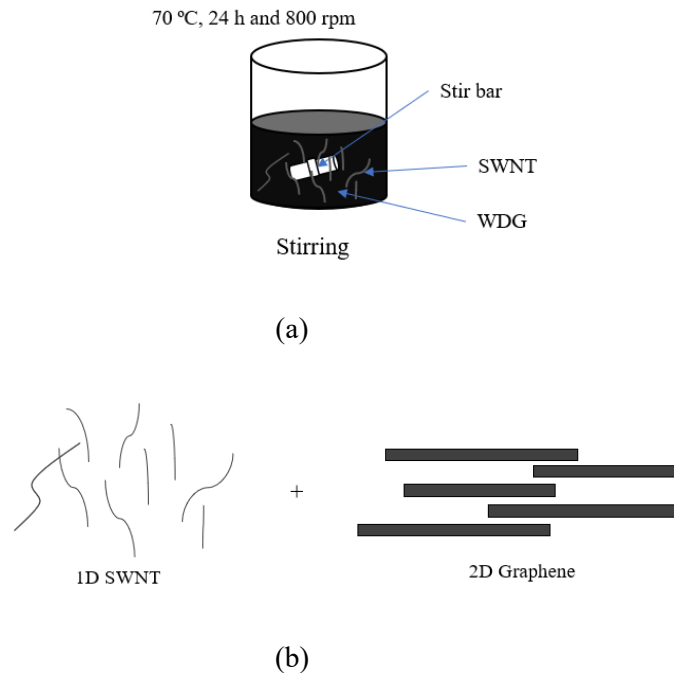 70 ºC, 24 h and 800 rpm
Stir bar
SWNT
WDG
Stirring
(a)
+
1D SWNT
2D Graphene
(b)